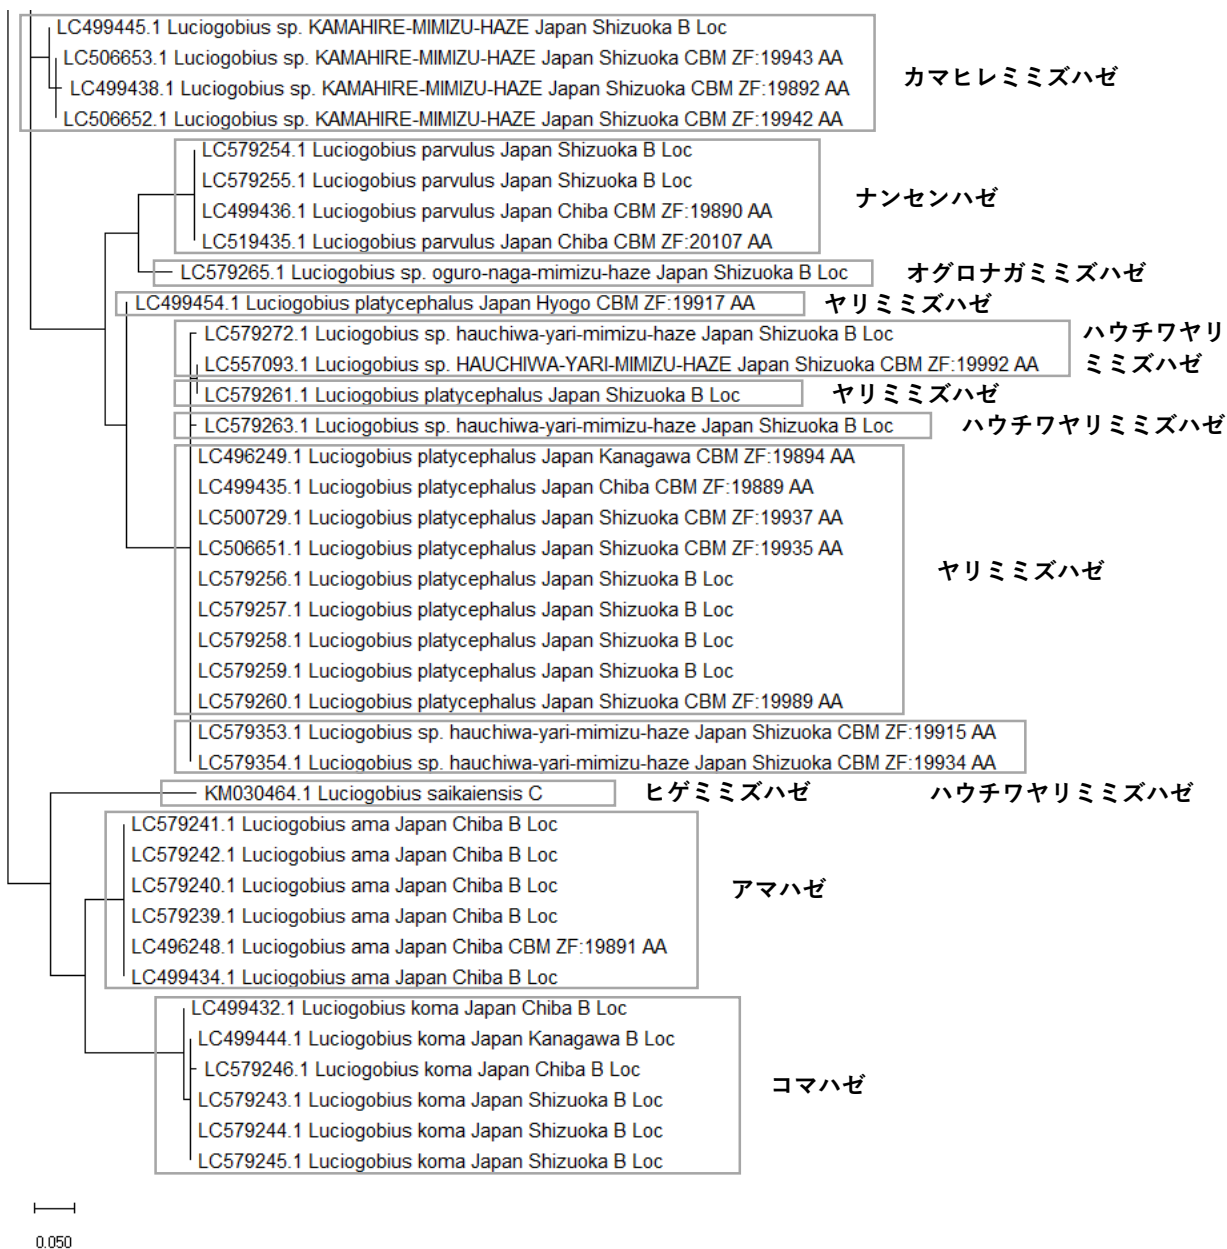 LC499445.1 Luciogobius sp. KAMAHIRE-MIMIZU-HAZE Japan Shizuoka B Loc
LC506653.1 Luciogobius sp. KAMAHIRE-MIMIZU-HAZE Japan Shizuoka CBM ZF:19943 AA
カマヒレミミズハゼ
LC499438.1 Luciogobius sp. KAMAHIRE-MIMIZU-HAZE Japan Shizuoka CBM ZF:19892 AA
LC506652.1 Luciogobius sp. KAMAHIRE-MIMIZU-HAZE Japan Shizuoka CBM ZF:19942 AA
LC579254.1 Luciogobius parvulus Japan Shizuoka B Loc
LC579255.1 Luciogobius parvulus Japan Shizuoka B Loc
ナンセンハゼ
LC499436.1 Luciogobius parvulus Japan Chiba CBM ZF:19890 AA
LC519435.1 Luciogobius parvulus Japan Chiba CBM ZF:20107 AA
LC579265.1 Luciogobius sp. oguro-naga-mimizu-haze Japan Shizuoka B Loc
オグロナガミミズハゼ
LC499454.1 Luciogobius platycephalus Japan Hyogo CBM ZF:19917 AA
ヤリミミズハゼ
LC579272.1 Luciogobius sp. hauchiwa-yari-mimizu-haze Japan Shizuoka B Loc
ハウチワヤリ
LC557093.1 Luciogobius sp. HAUCHIWA-YARI-MIMIZU-HAZE Japan Shizuoka CBM ZF:19992 AA
ミミズハゼ
LC579261.1 Luciogobius platycephalus Japan Shizuoka B Loc
ヤリミミズハゼ
LC579263.1 Luciogobius sp. hauchiwa-yari-mimizu-haze Japan Shizuoka B Loc
ハウチワヤリミミズハゼ
LC496249.1 Luciogobius platycephalus Japan Kanagawa CBM ZF:19894 AA
LC499435.1 Luciogobius platycephalus Japan Chiba CBM ZF:19889 AA
LC500729.1 Luciogobius platycephalus Japan Shizuoka CBM ZF:19937 AA
LC506651.1 Luciogobius platycephalus Japan Shizuoka CBM ZF:19935 AA
ヤリミミズハゼ
LC579256.1 Luciogobius platycephalus Japan Shizuoka B Loc
LC579257.1 Luciogobius platycephalus Japan Shizuoka B Loc
LC579258.1 Luciogobius platycephalus Japan Shizuoka B Loc
LC579259.1 Luciogobius platycephalus Japan Shizuoka B Loc
LC579260.1 Luciogobius platycephalus Japan Shizuoka CBM ZF:19989 AA
LC579353.1 Luciogobius sp. hauchiwa-yari-mimizu-haze Japan Shizuoka CBM ZF:19915 AA
LC579354.1 Luciogobius sp. hauchiwa-yari-mimizu-haze Japan Shizuoka CBM ZF:19934 AA
KM030464.1 Luciogobius saikaiensis C
ヒゲミミズハゼ
ハウチワヤリミミズハゼ
LC579241.1 Luciogobius ama Japan Chiba B Loc
LC579242.1 Luciogobius ama Japan Chiba B Loc
LC579240.1 Luciogobius ama Japan Chiba B Loc
アマハゼ
LC579239.1 Luciogobius ama Japan Chiba B Loc
LC496248.1 Luciogobius ama Japan Chiba CBM ZF:19891 AA
LC499434.1 Luciogobius ama Japan Chiba B Loc
LC499432.1 Luciogobius koma Japan Chiba B Loc
LC499444.1 Luciogobius koma Japan Kanagawa B Loc
LC579246.1 Luciogobius koma Japan Chiba B Loc
コマハゼ
LC579243.1 Luciogobius koma Japan Shizuoka B Loc
LC579244.1 Luciogobius koma Japan Shizuoka B Loc
LC579245.1 Luciogobius koma Japan Shizuoka B Loc
0.050